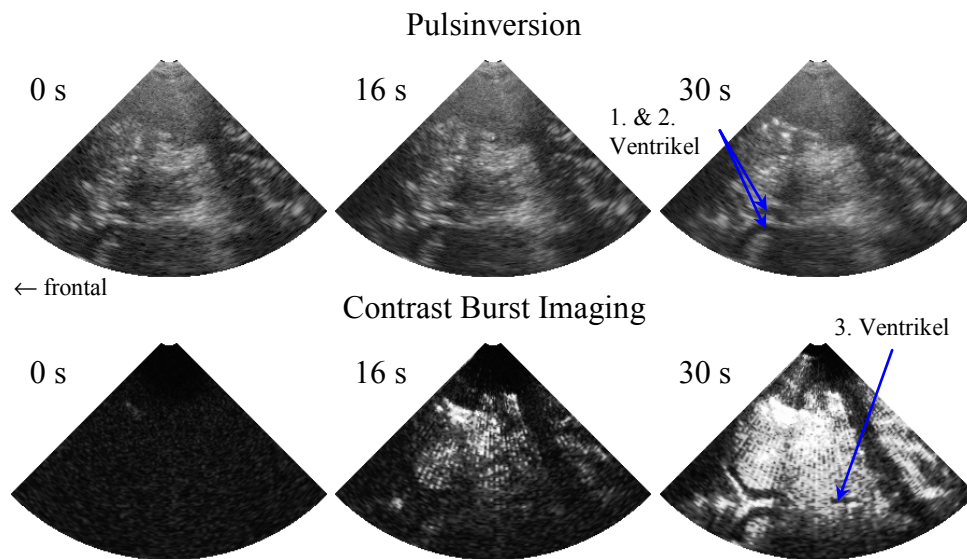 Pulsinversion
0 s
16 s
30 s
1. & 2.
Ventrikel
← frontal
Contrast Burst Imaging
3. Ventrikel
0 s
16 s
30 s